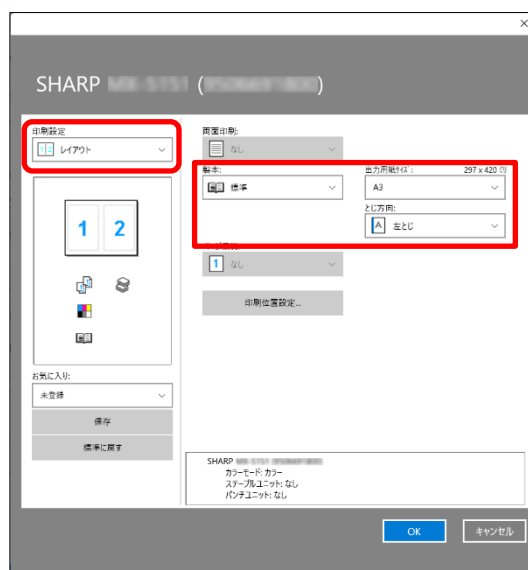 SHARP ( )
印刷設定
レイアウト
両面印刷:
なし
製本:
標準
出力用紙サイズ: 297 x 420 ミリ
A3
とじ方向:
A 左とじ
1 2
1 なし
印刷位置設定...
お気に入り:
未登録
保存
標準に戻す
SHARP
カラーモード: カラー
ステープルユニット: なし
パンチユニット: なし
OK
キャンセル